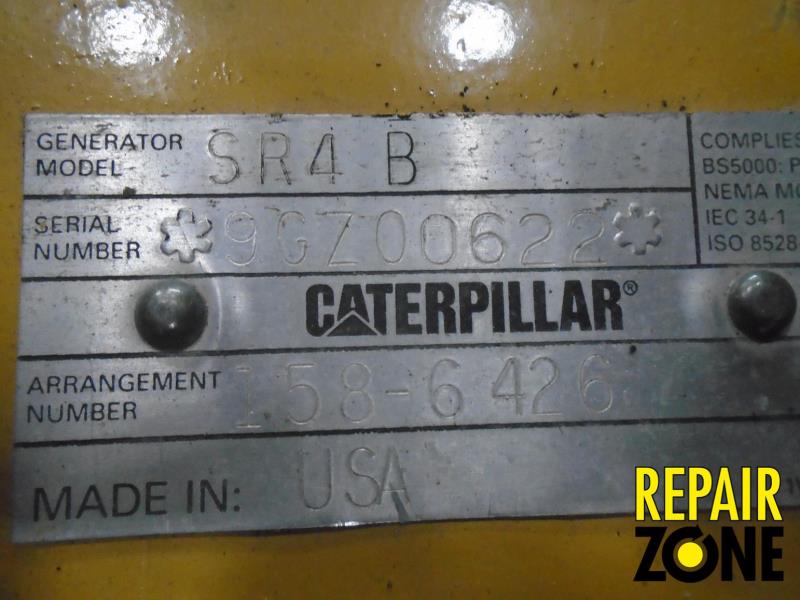 GENERATOR MODEL SR4 B
SERIAL NUMBER *9GZ00622*
CATERPILLAR®
ARRANGEMENT NUMBER 158-6426
MADE IN: USA
COMPLIES
BS5000: P
NEMA MG
IEC 34-1
ISO 8528
REPAIR
ZONE